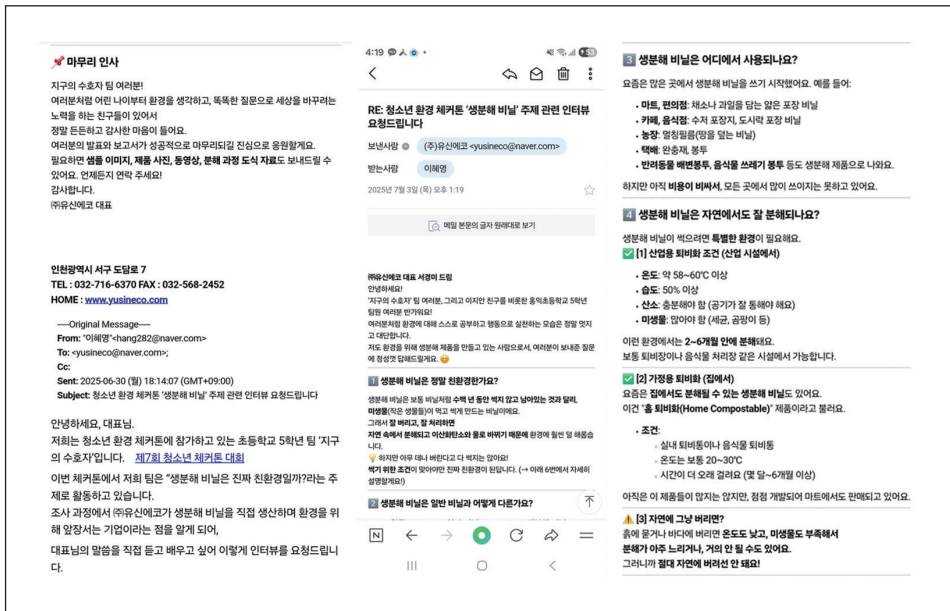 📌 마무리 인사
지구의 수호자 팀 여러분!
여러분처럼 어린 나이부터 환경을 생각하고, 똑똑한 질문으로 세상을 바꾸려는
노력을 하는 친구들이 있어서
정말 든든하고 감사한 마음이 들어요.
여러분의 발표와 보고서가 성공적으로 마무리되길 진심으로 응원할게요.
필요하면 샘플 이미지, 제품 사진, 동영상, 분해 과정 도식 자료도 보내드릴 수
있어요. 언제든지 연락 주세요!
감사합니다.
㈜유신에코 대표
인천광역시 서구 도담로 7
TEL : 032-716-6370 FAX : 032-568-2452
HOME : www.yusineco.com
-----Original Message-----
From: "이혜영"<hang282@naver.com>
To: <yusineco@naver.com>;
Cc:
Sent: 2025-06-30 (월) 18:14:07 (GMT+09:00)
Subject: 청소년 환경 체커톤 '생분해 비닐' 주제 관련 인터뷰 요청드립니다
안녕하세요, 대표님.
저희는 청소년 환경 체커톤에 참가하고 있는 초등학교 5학년 팀 '지구
의 수호자'입니다. 제7회 청소년 체커톤 대회
이번 체커톤에서 저희 팀은 "생분해 비닐은 진짜 친환경일까?라는 주
제로 활동하고 있습니다.
조사 과정에서 ㈜유신에코가 생분해 비닐을 직접 생산하며 환경을 위
해 앞장서는 기업이라는 점을 알게 되어,
대표님의 말씀을 직접 듣고 배우고 싶어 이렇게 인터뷰를 요청드립니
다.
4:19
53
RE: 청소년 환경 체커톤 '생분해 비닐' 주제 관련 인터뷰
요청드립니다
보낸사람 (주)유신에코 <yusineco@naver.com>
받는사람 이혜영
2025년 7월 3일 (목) 오후 1:19
메일 본문의 글자 원래대로 보기
㈜유신에코 대표 서경미 드림
안녕하세요!
'지구의 수호자' 팀 여러분, 그리고 이지안 친구를 비롯한 홍익초등학교 5학년
팀원 여러분 반가워요!
여러분처럼 환경에 대해 스스로 공부하고 행동으로 실천하는 모습은 정말 멋지
고 대단합니다.
저도 환경을 위해 생분해 제품을 만들고 있는 사람으로서, 여러분이 보내준 질문
에 정성껏 답해드릴게요. 😊
1 생분해 비닐은 정말 친환경한가요?
생분해 비닐은 보통 비닐처럼 수백 년 동안 썩지 않고 남아있는 것과 달리,
미생물(작은 생물들)이 먹고 썩게 만드는 비닐이에요.
그래서 잘 버리고, 잘 처리하면
자연 속에서 분해되고 이산화탄소와 물로 바뀌기 때문에 환경에 훨씬 덜 해롭습
니다.
💡 하지만 아무 데나 버린다고 다 썩지는 않아요!
썩기 위한 조건이 맞아야만 진짜 친환경이 된답니다. (→ 아래 6번에서 자세히
설명할게요!)
2 생분해 비닐은 일반 비닐과 어떻게 다른가요?
3 생분해 비닐은 어디에서 사용되나요?
요즘은 많은 곳에서 생분해 비닐을 쓰기 시작했어요. 예를 들어:
• 마트, 편의점: 채소나 과일을 담는 얇은 포장 비닐
• 카페, 음식점: 수저 포장지, 도시락 포장 비닐
• 농장: 멀칭필름(땅을 덮는 비닐)
• 택배: 완충재, 봉투
• 반려동물 배변봉투, 음식물 쓰레기 봉투 등도 생분해 제품으로 나와요.
하지만 아직 비용이 비싸서, 모든 곳에서 많이 쓰이지는 못하고 있어요.
4 생분해 비닐은 자연에서도 잘 분해되나요?
생분해 비닐이 썩으려면 특별한 환경이 필요해요.
✅ [1] 산업용 퇴비화 조건 (산업 시설에서)
• 온도: 약 58~60℃ 이상
• 습도: 50% 이상
• 산소: 충분해야 함 (공기가 잘 통해야 해요)
• 미생물: 많아야 함 (세균, 곰팡이 등)
이런 환경에서는 2~6개월 안에 분해돼요.
보통 퇴비장이나 음식물 처리장 같은 시설에서 가능합니다.
✅ [2] 가정용 퇴비화 (집에서)
요즘은 집에서도 분해될 수 있는 생분해 비닐도 있어요.
이건 "홈 퇴비화(Home Compostable)" 제품이라고 불러요.
• 조건:
◦ 실내 퇴비통이나 음식물 퇴비통
◦ 온도는 보통 20~30℃
◦ 시간이 더 오래 걸려요 (몇 달~6개월 이상)
아직은 이 제품들이 많지는 않지만, 점점 개발되어 마트에서도 판매되고 있어요.
⚠️ [3] 자연에 그냥 버리면?
흙에 묻거나 바다에 버리면 온도도 낮고, 미생물도 부족해서
분해가 아주 느리거나, 거의 안 될 수도 있어요.
그러니까 절대 자연에 버려선 안 돼요!